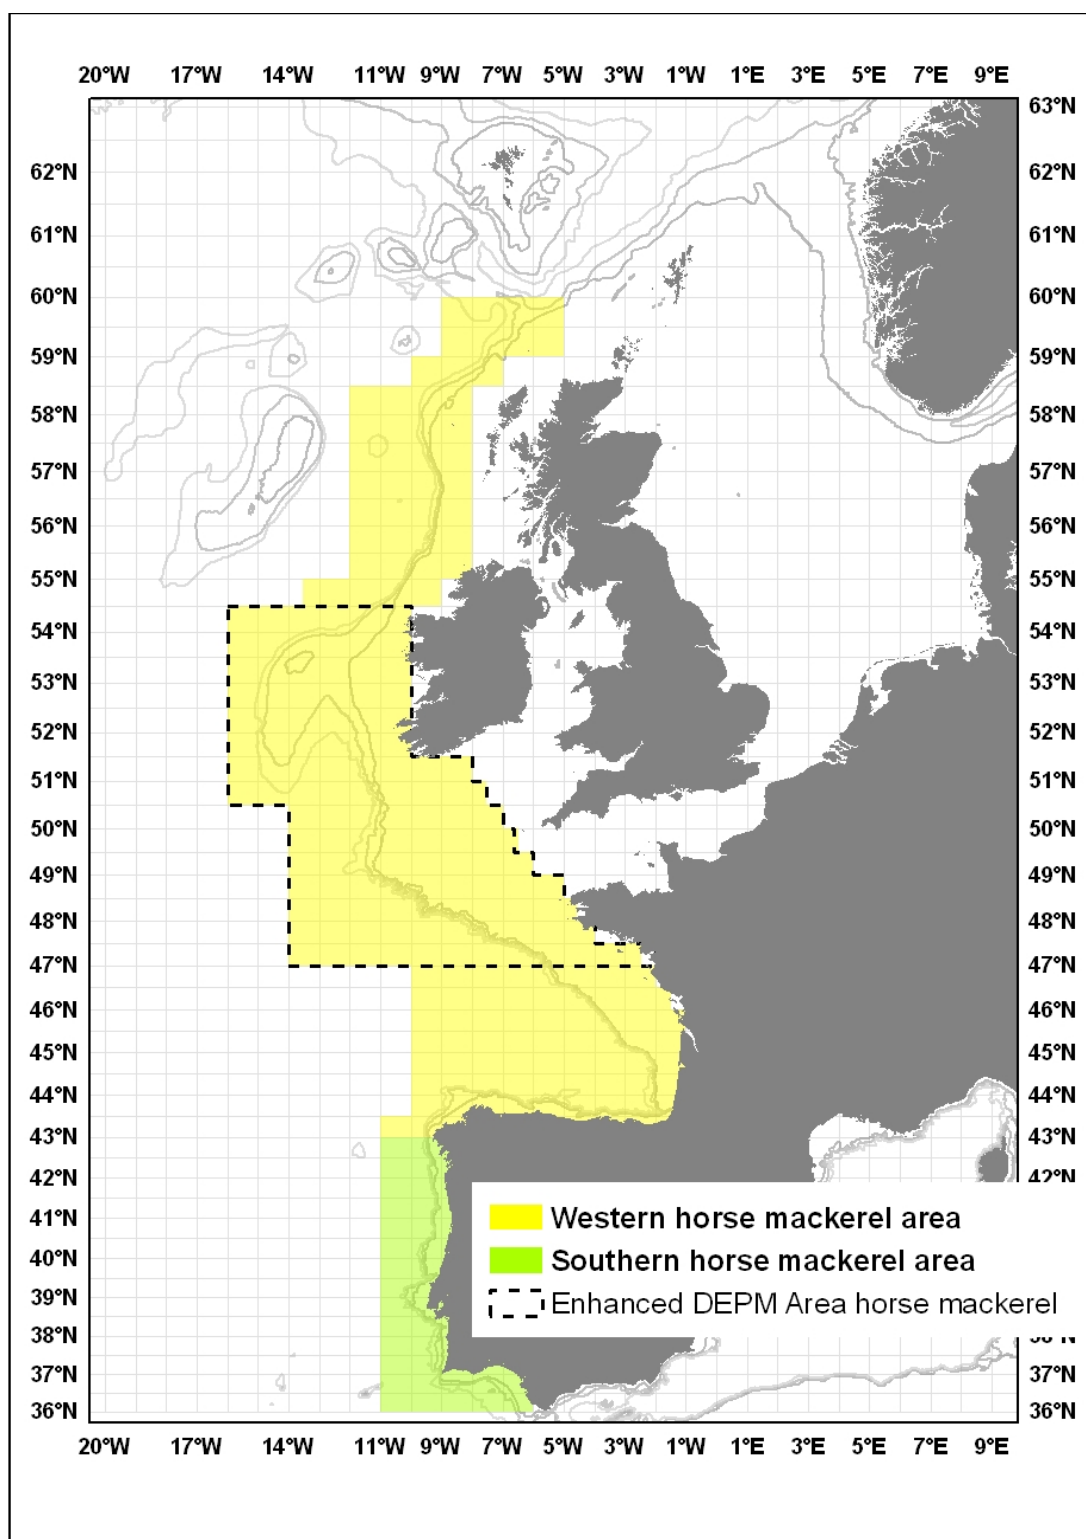 20°W 17°W 14°W 11°W 9°W 7°W 5°W 3°W 1°W 1°E 3°E 5°E 7°E 9°E
63°N
62°N 62°N
61°N 61°N
60°N 60°N
59°N 59°N
58°N 58°N
57°N 57°N
56°N 56°N
55°N 55°N
54°N 54°N
53°N 53°N
52°N 52°N
51°N 51°N
50°N 50°N
49°N 49°N
48°N 48°N
47°N 47°N
46°N 46°N
45°N 45°N
44°N 44°N
43°N 43°N
42°N 42°N
41°N
40°N
39°N
38°N 38°N
37°N 37°N
36°N 36°N
Western horse mackerel area
Southern horse mackerel area
Enhanced DEPM Area horse mackerel
20°W 17°W 14°W 11°W 9°W 7°W 5°W 3°W 1°W 1°E 3°E 5°E 7°E 9°E